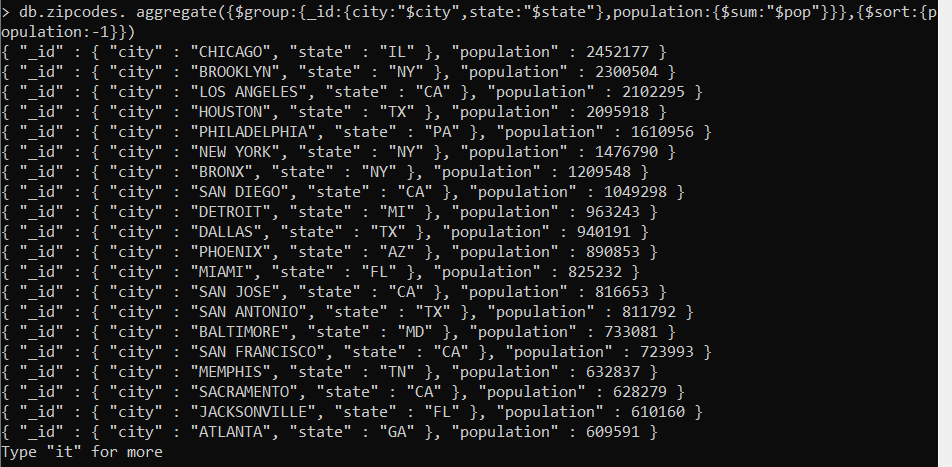 > db.zipcodes. aggregate({$group:{_id:{city:"$city",state:"$state"},population:{$sum:"$pop"}}},{$sort:{p
opulation:-1}})
{ "_id" : { "city" : "CHICAGO", "state" : "IL" }, "population" : 2452177 }
{ "_id" : { "city" : "BROOKLYN", "state" : "NY" }, "population" : 2300504 }
{ "_id" : { "city" : "LOS ANGELES", "state" : "CA" }, "population" : 2102295 }
{ "_id" : { "city" : "HOUSTON", "state" : "TX" }, "population" : 2095918 }
{ "_id" : { "city" : "PHILADELPHIA", "state" : "PA" }, "population" : 1610956 }
{ "_id" : { "city" : "NEW YORK", "state" : "NY" }, "population" : 1476790 }
{ "_id" : { "city" : "BRONX", "state" : "NY" }, "population" : 1209548 }
{ "_id" : { "city" : "SAN DIEGO", "state" : "CA" }, "population" : 1049298 }
{ "_id" : { "city" : "DETROIT", "state" : "MI" }, "population" : 963243 }
{ "_id" : { "city" : "DALLAS", "state" : "TX" }, "population" : 940191 }
{ "_id" : { "city" : "PHOENIX", "state" : "AZ" }, "population" : 890853 }
{ "_id" : { "city" : "MIAMI", "state" : "FL" }, "population" : 825232 }
{ "_id" : { "city" : "SAN JOSE", "state" : "CA" }, "population" : 816653 }
{ "_id" : { "city" : "SAN ANTONIO", "state" : "TX" }, "population" : 811792 }
{ "_id" : { "city" : "BALTIMORE", "state" : "MD" }, "population" : 733081 }
{ "_id" : { "city" : "SAN FRANCISCO", "state" : "CA" }, "population" : 723993 }
{ "_id" : { "city" : "MEMPHIS", "state" : "TN" }, "population" : 632837 }
{ "_id" : { "city" : "SACRAMENTO", "state" : "CA" }, "population" : 628279 }
{ "_id" : { "city" : "JACKSONVILLE", "state" : "FL" }, "population" : 610160 }
{ "_id" : { "city" : "ATLANTA", "state" : "GA" }, "population" : 609591 }
Type "it" for more